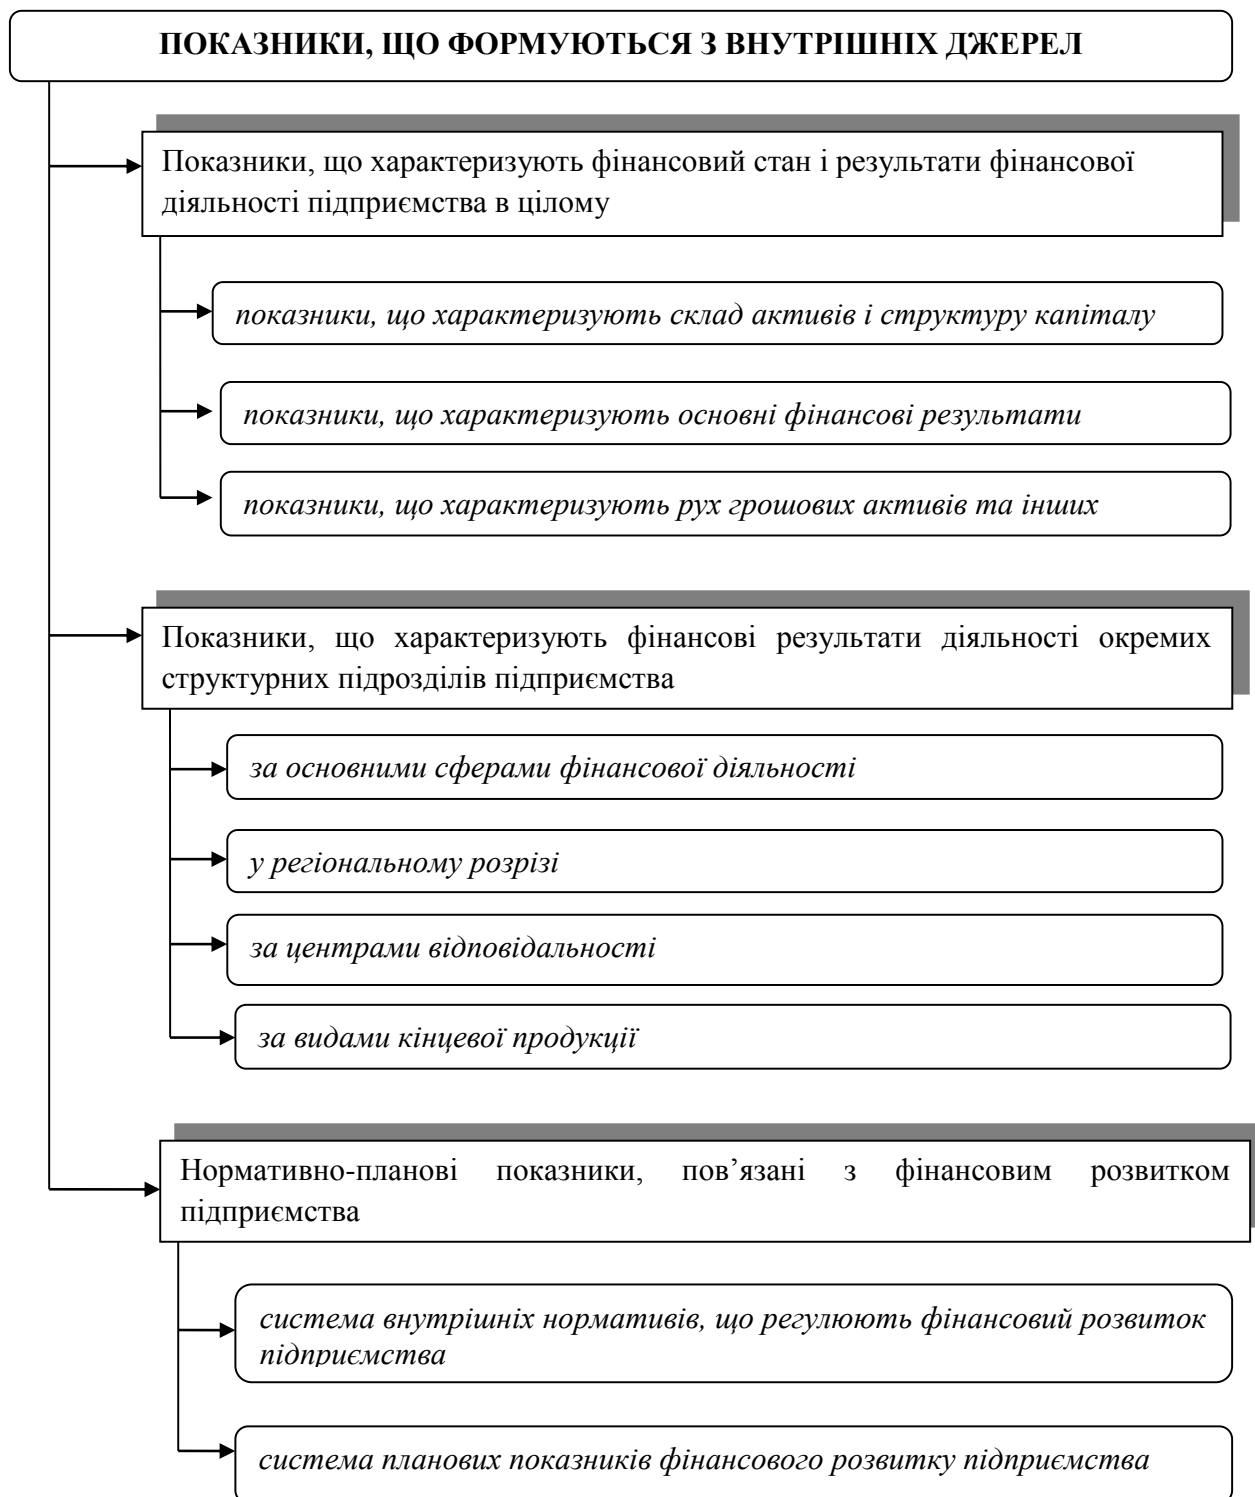 ПОКАЗНИКИ, ЩО ФОРМУЮТЬСЯ З ВНУТРІШНІХ ДЖЕРЕЛ
Показники, що характеризують фінансовий стан і результати фінансової
діяльності підприємства в цілому
показники, що характеризують склад активів і структуру капіталу
показники, що характеризують основні фінансові результати
показники, що характеризують рух грошових активів та інших
Показники, що характеризують фінансові результати діяльності окремих
структурних підрозділів підприємства
за основними сферами фінансової діяльності
у регіональному розрізі
за центрами відповідальності
за видами кінцевої продукції
Нормативно-планові показники, пов’язані з фінансовим розвитком
підприємства
система внутрішніх нормативів, що регулюють фінансовий розвиток
підприємства
система планових показників фінансового розвитку підприємства